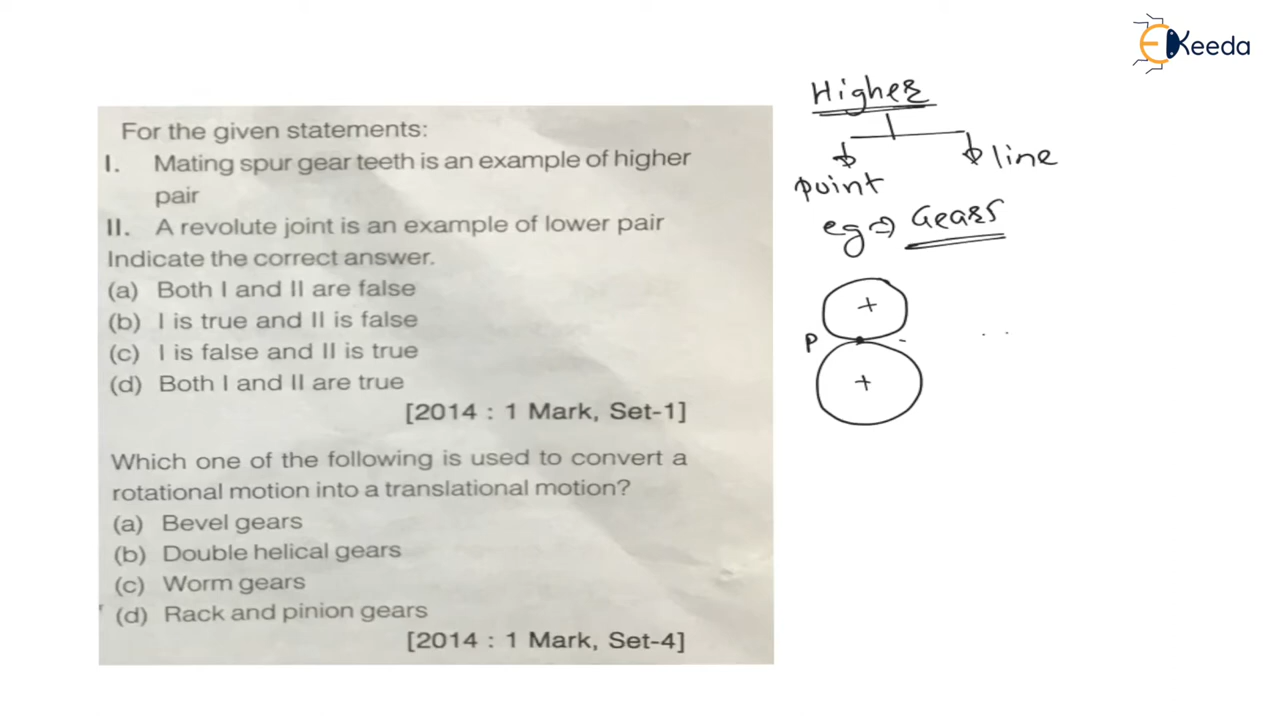 For the given statements:
I. Mating spur gear teeth is an example of higher
pair
II. A revolute joint is an example of lower pair
Indicate the correct answer.
(a) Both I and II are false
(b) I is true and II is false
(c) I is false and II is true
(d) Both I and II are true
[2014 : 1 Mark, Set-1]
Which one of the following is used to convert a
rotational motion into a translational motion?
(a) Bevel gears
(b) Double helical gears
(c) Worm gears
(d) Rack and pinion gears
[2014 : 1 Mark, Set-4]
Higher
point
line
eg => Gears
P
EKeeda